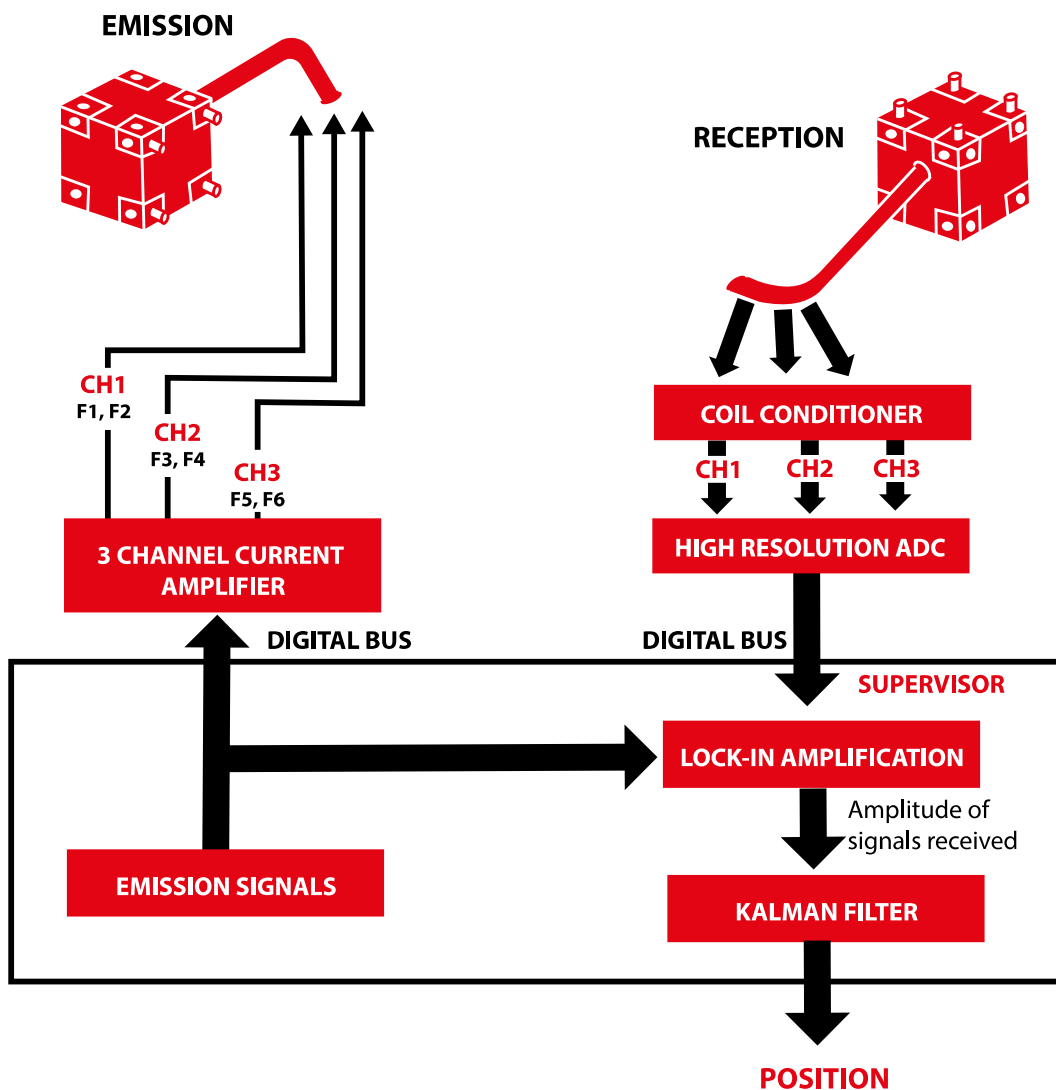 EMISSION
RECEPTION
CH1
F1, F2
CH2
F3, F4
CH3
F5, F6
3 CHANNEL CURRENT
AMPLIFIER
COIL CONDITIONER
CH1
CH2
CH3
HIGH RESOLUTION ADC
DIGITAL BUS
DIGITAL BUS
SUPERVISOR
LOCK-IN AMPLIFICATION
Amplitude of
signals received
EMISSION SIGNALS
KALMAN FILTER
POSITION